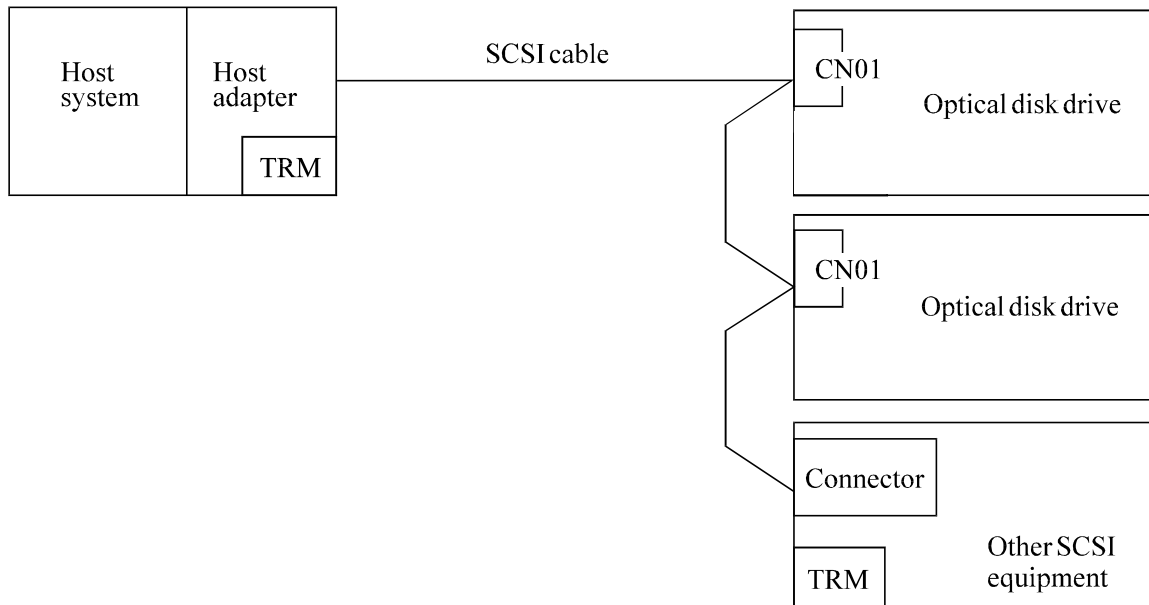 Host
system
Host
adapter
TRM
SCSI cable
CN01
Optical disk drive
CN01
Optical disk drive
Connector
TRM
Other SCSI
equipment